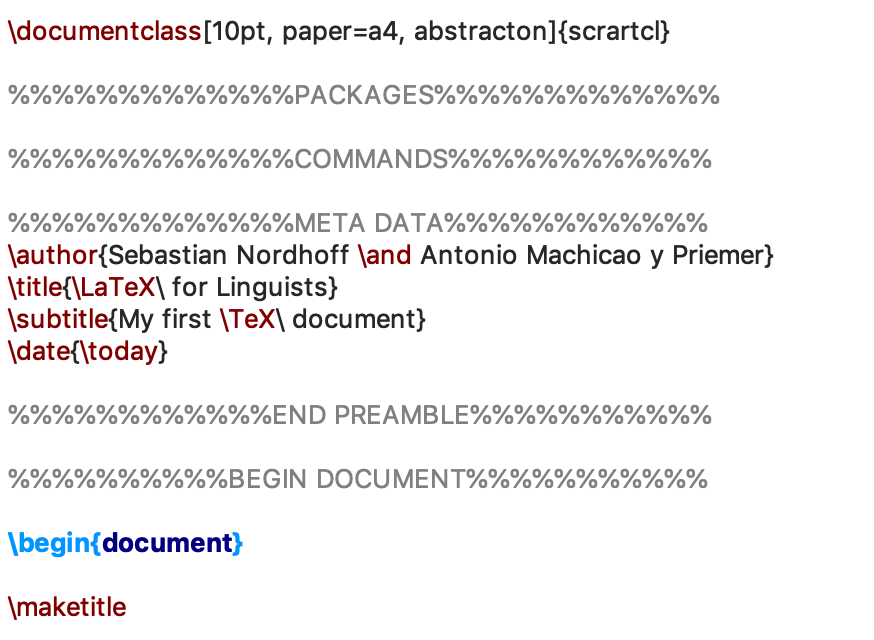 \documentclass[10pt, paper=a4, abstracton]{scrartcl}
%%%%%%%%%%%%%PACKAGES%%%%%%%%%%%%%
%%%%%%%%%%%%%COMMANDS%%%%%%%%%%%%
%%%%%%%%%%%%%META DATA%%%%%%%%%%%%
\author{Sebastian Nordhoff \and Antonio Machicao y Priemer}
\title{\LaTeX\ for Linguists}
\subtitle{My first \TeX\ document}
\date{\today}
%%%%%%%%%%%%END PREAMBLE%%%%%%%%%%%
%%%%%%%%%%BEGIN DOCUMENT%%%%%%%%%%%
\begin{document}
\maketitle